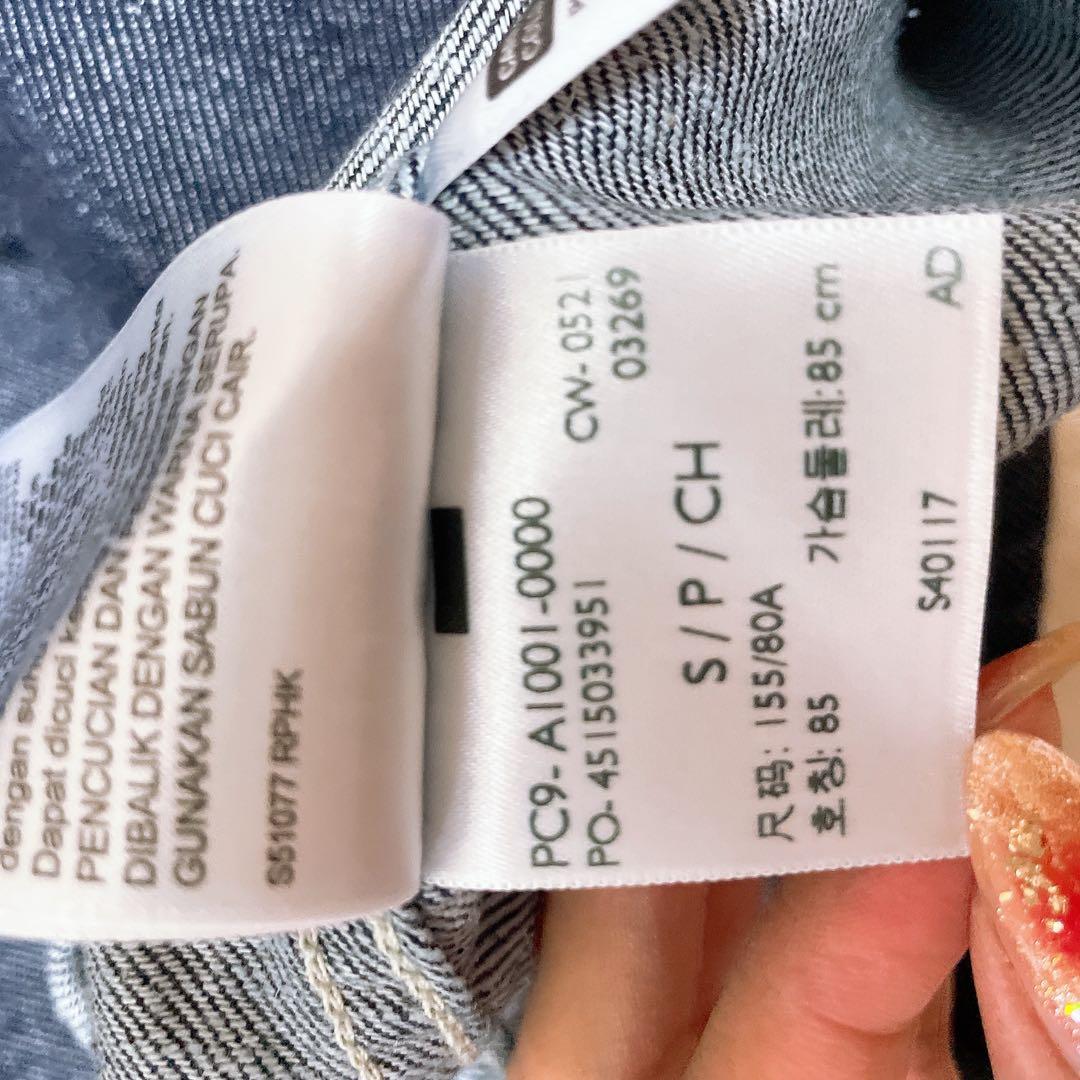 dengan
Dapat dicuci
PENCUCIAN DAN
DIBALIK DENGAN WARNA
GUNAKAN SABUN CUCI CAIR.
RINGAN
SERUPA.
S51077 RPHK
PC9-A1001-0000
CW-0521
PO-4515033951
03269
S / P / CH
尺码: 155/80A
호칭: 85
가슴둘레: 85 cm
S40117
AD